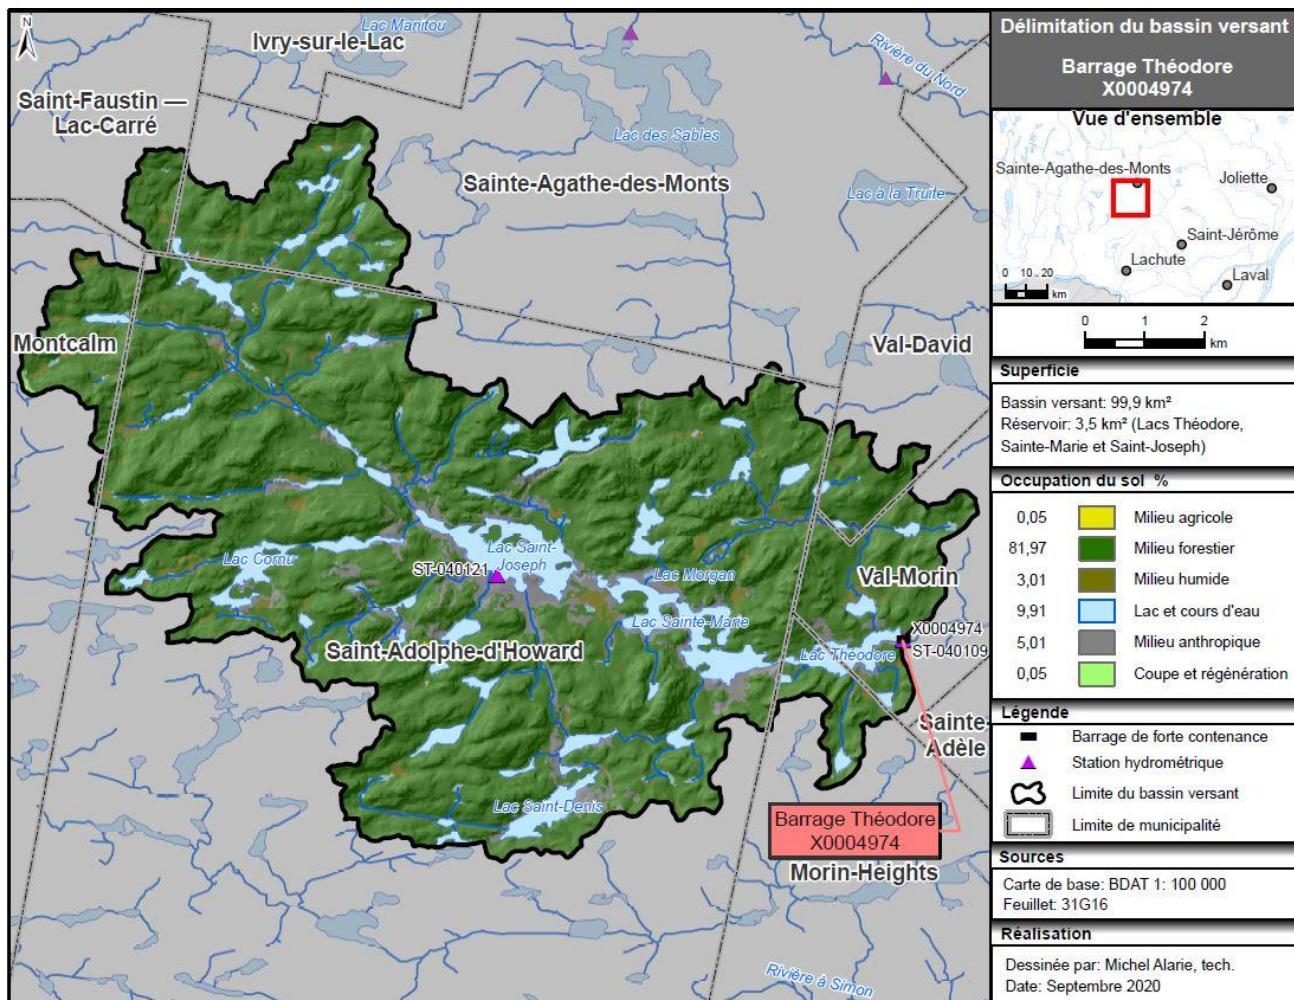 N
Lac Manitou
Ivry-sur-le-Lac
Rivière du Nord
Saint-Faustin —
Lac-Carré
Lac des Sables
Sainte-Agathe-des-Monts
Lac à la Truite
Montcalm
Val-David
Lac Cornu
Lac Saint-
Joseph
ST-040121
Lac Morgan
Val-Morin
Lac Sainte-Marie
X0004974
ST-040109
Saint-Adolphe-d'Howard
Lac Théodore
Sainte-
Adèle
Lac Saint-Denis
Barrage Théodore
X0004974
Morin-Heights
Rivière à Simon
Délimitation du bassin versant
Barrage Théodore
X0004974
Vue d'ensemble
Sainte-Agathe-des-Monts
Joliette
Saint-Jérôme
Lachute
Laval
0 10 20
km
0 1 2
km
Superficie
Bassin versant: 99,9 km²
Réservoir: 3,5 km² (Lacs Théodore,
Sainte-Marie et Saint-Joseph)
Occupation du sol %
0,05 Milieu agricole
81,97 Milieu forestier
3,01 Milieu humide
9,91 Lac et cours d'eau
5,01 Milieu anthropique
0,05 Coupe et régénération
Légende
Barrage de forte contenance
Station hydrométrique
Limite du bassin versant
Limite de municipalité
Sources
Carte de base: BDAT 1: 100 000
Feuillet: 31G16
Réalisation
Dessinée par: Michel Alarie, tech.
Date: Septembre 2020